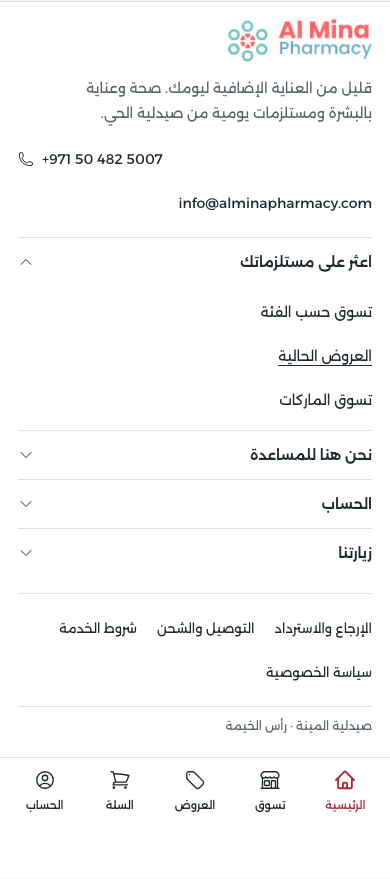 Al Mina
Pharmacy
قليل من العناية الإضافية ليومك. صحة وعناية
بالبشرة ومستلزمات يومية من صيدلية الحي.
+971 50 482 5007
info@alminapharmacy.com
اعثر على مستلزماتك
تسوق حسب الفئة
العروض الحالية
تسوق الماركات
نحن هنا للمساعدة
الحساب
زيارتنا
الإرجاع والاسترداد التوصيل والشحن شروط الخدمة
سياسة الخصوصية
صيدلية المينة · رأس الخيمة
الرئيسية تسوق العروض السلة الحساب